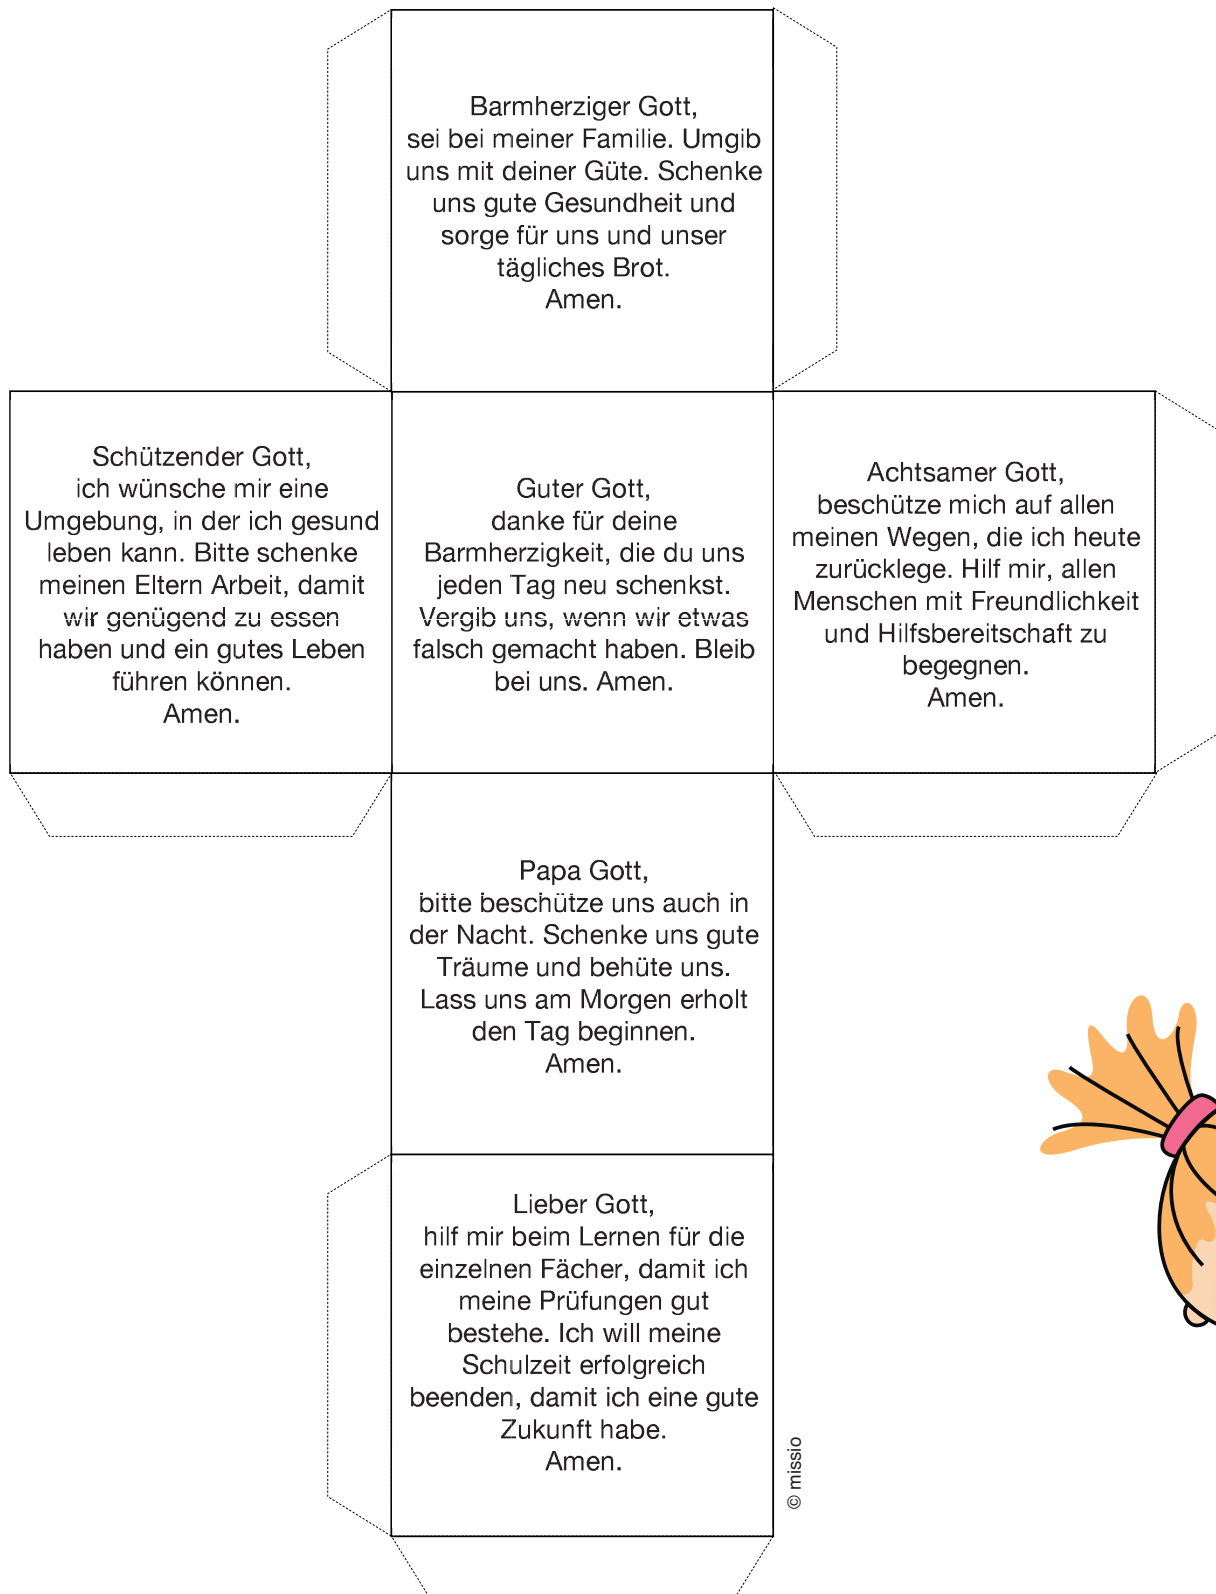 Barmherziger Gott,
sei bei meiner Familie. Umgib
uns mit deiner Güte. Schenke
uns gute Gesundheit und
sorge für uns und unser
tägliches Brot.
Amen.
Schützender Gott,
ich wünsche mir eine
Umgebung, in der ich gesund
leben kann. Bitte schenke
meinen Eltern Arbeit, damit
wir genügend zu essen
haben und ein gutes Leben
führen können.
Amen.
Guter Gott,
danke für deine
Barmherzigkeit, die du uns
jeden Tag neu schenkst.
Vergib uns, wenn wir etwas
falsch gemacht haben. Bleib
bei uns. Amen.
Achtsamer Gott,
beschütze mich auf allen
meinen Wegen, die ich heute
zurücklege. Hilf mir, allen
Menschen mit Freundlichkeit
und Hilfsbereitschaft zu
begegnen.
Amen.
Papa Gott,
bitte beschütze uns auch in
der Nacht. Schenke uns gute
Träume und behüte uns.
Lass uns am Morgen erholt
den Tag beginnen.
Amen.
Lieber Gott,
hilf mir beim Lernen für die
einzelnen Fächer, damit ich
meine Prüfungen gut
bestehe. Ich will meine
Schulzeit erfolgreich
beenden, damit ich eine gute
Zukunft habe.
Amen.
© missio